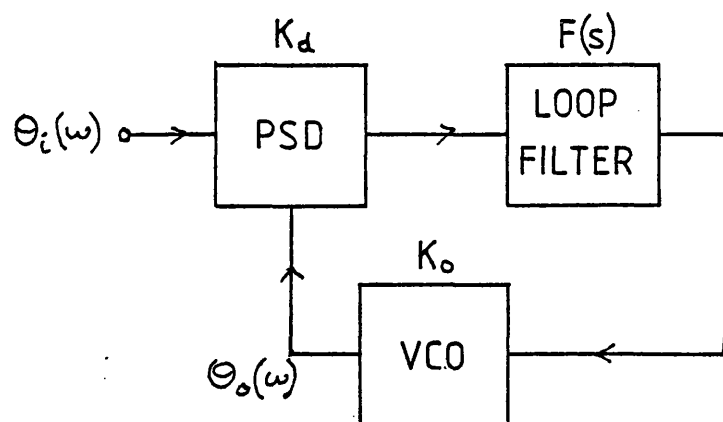 K_d
F(s)
Θ_i(ω)
PSD
LOOP
FILTER
K_o
Θ_o(ω)
VCO